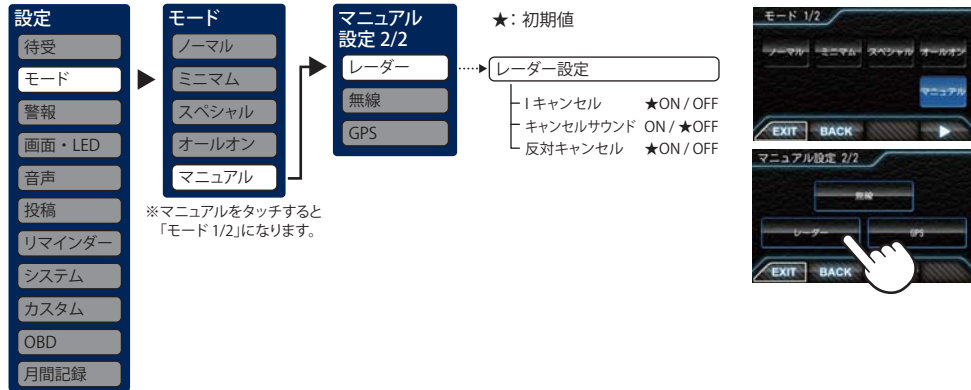 設定
待受
モード
警報
画面・LED
音声
投稿
リマインダー
システム
カスタム
OBD
月間記録
モード
ノーマル
ミニマム
スペシャル
オールオン
マニュアル
※マニュアルをタッチすると
「モード 1/2」になります。
マニュアル
設定 2/2
レーダー
無線
GPS
★：初期値
レーダー設定
I キャンセル ★ON / OFF
キャンセルサウンド ON / ★OFF
反対キャンセル ★ON / OFF
モード 1/2
ノーマル ミニマム スペシャル オールオン
マニュアル
EXIT BACK
マニュアル設定 2/2
無線
レーダー GPS
EXIT BACK